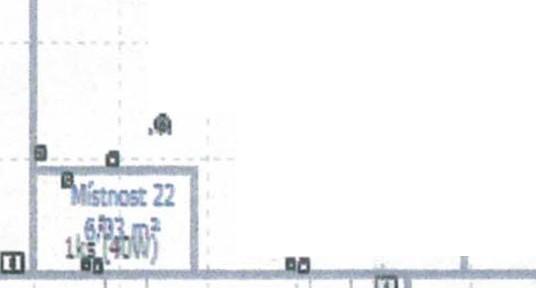 Místnost 22
6,03 m²
1ks (40W)